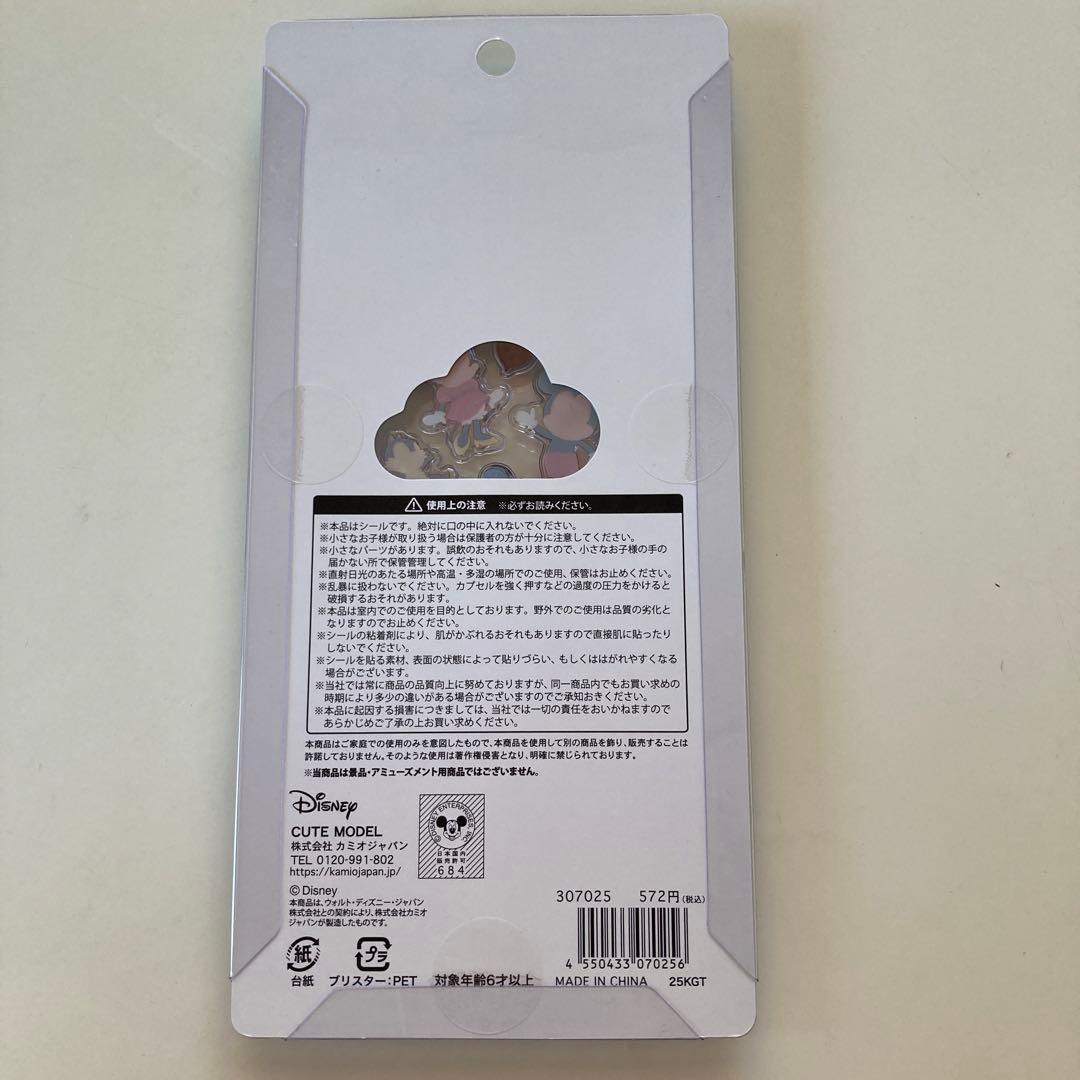 ⚠ 使用上の注意 ※必ずお読みください。
※本品はシールです。絶対に口の中に入れないでください。
※小さなお子様が取り扱う場合は保護者の方が十分に注意してください。
※小さなパーツがあります。誤飲のおそれもありますので、小さなお子様の手の
届かない所で保管管理してください。
※直射日光のあたる場所や高温・多湿の場所でのご使用、保管はお止めください。
※乱暴に扱わないでください。カプセルを強く押すなどの過度の圧力をかけると
破損するおそれがあります。
※本品は室内でのご使用を目的としております。野外でのご使用は品質の劣化と
なりますのでお止めください。
※シールの粘着剤により、肌がかぶれるおそれもありますので直接肌に貼ったり
しないでください。
※シールを貼る素材、表面の状態によって貼りづらい、もしくははがれやすくなる
場合がございます。
※当社では常に商品の品質向上に努めておりますが、同一商品内でもお買い求めの
時期により多少の違いがある場合がございますのでご承知おきください。
※本品に起因する損害につきましては、当社では一切の責任をおいかねますので
あらかじめご了承の上お買い求めください。
本商品はご家庭での使用のみを意図したもので、本商品を使用して別の商品を飾り、販売することは
許諾しておりません。そのような使用は著作権侵害となり、明確に禁じられております。
※当商品は景品・アミューズメント用商品ではございません。
Disney
CUTE MODEL
株式会社 カミオジャパン
TEL 0120-991-802
https://kamiojapan.jp/
©DISNEY ENTERPRISES, INC.
日本国内
販売許可
684
© Disney
本商品は、ウォルト・ディズニー・ジャパン
株式会社との契約により、株式会社カミオ
ジャパンが製造したものです。
307025 572円(税込)
4 550433 070256
紙
プラ
台紙 ブリスター:PET 対象年齢6才以上 MADE IN CHINA 25KGT